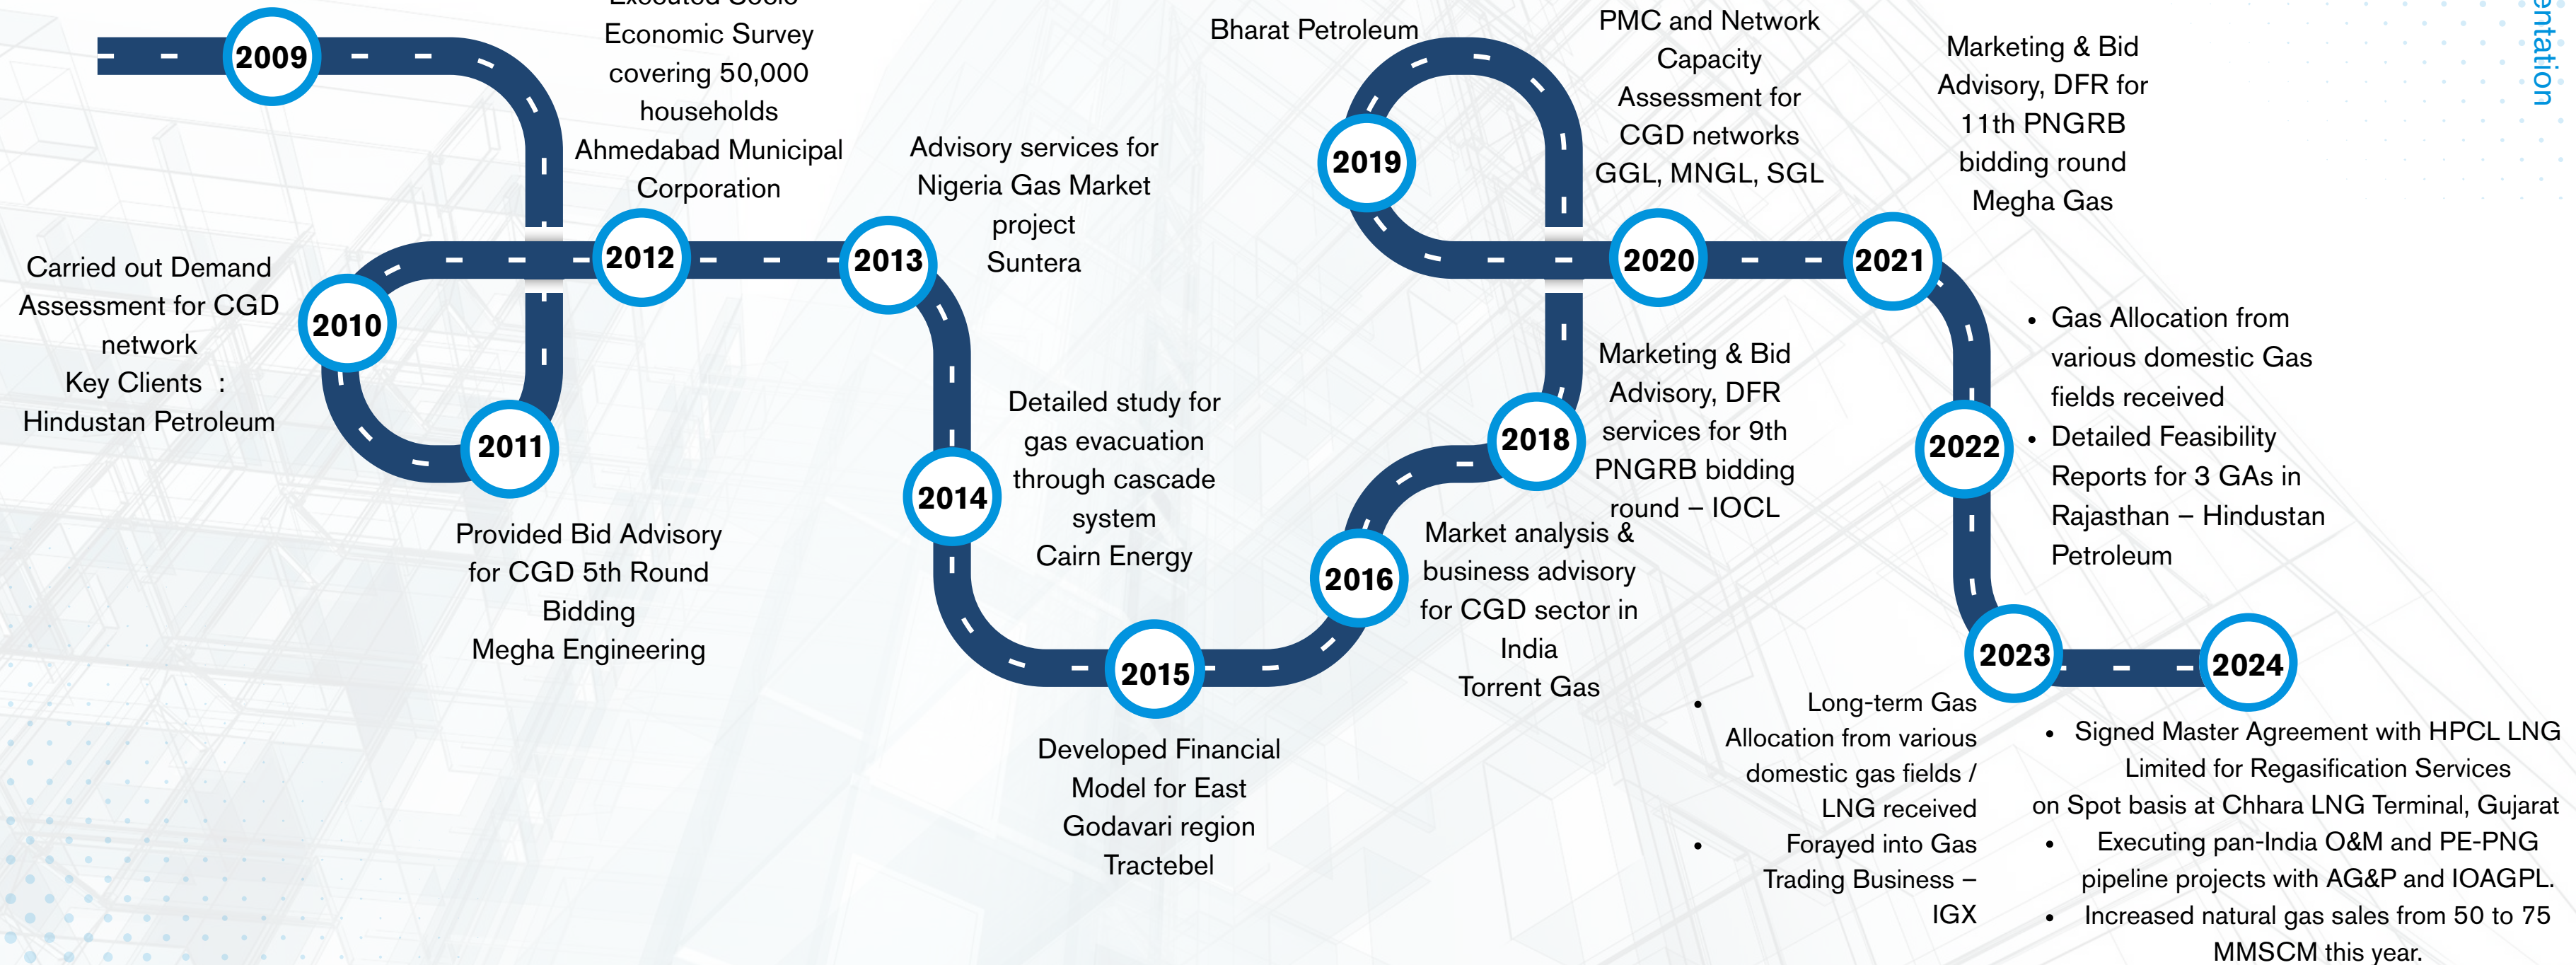 2009
Economic Survey
covering 50,000
households
Ahmedabad Municipal
Corporation
2012
Carried out Demand
Assessment for CGD
network
Key Clients :
Hindustan Petroleum
2010
2011
Provided Bid Advisory
for CGD 5th Round
Bidding
Megha Engineering
Advisory services for
Nigeria Gas Market
project
Suntera
2013
2014
Detailed study for
gas evacuation
through cascade
system
Cairn Energy
2015
Developed Financial
Model for East
Godavari region
Tractebel
2016
Market analysis &
business advisory
for CGD sector in
India
Torrent Gas
2018
Marketing & Bid
Advisory, DFR
services for 9th
PNGRB bidding
round – IOCL
Bharat Petroleum
2019
PMC and Network
Capacity
Assessment for
CGD networks
GGL, MNGL, SGL
2020
Marketing & Bid
Advisory, DFR for
11th PNGRB
bidding round
Megha Gas
2021
2022
• Gas Allocation from
various domestic Gas
fields received
• Detailed Feasibility
Reports for 3 GAs in
Rajasthan – Hindustan
Petroleum
2023
• Long-term Gas
Allocation from various
domestic gas fields /
LNG received
• Forayed into Gas
Trading Business –
IGX
2024
• Signed Master Agreement with HPCL LNG
Limited for Regasification Services
on Spot basis at Chhara LNG Terminal, Gujarat
• Executing pan-India O&M and PE-PNG
pipeline projects with AG&P and IOAGPL.
• Increased natural gas sales from 50 to 75
MMSCM this year.